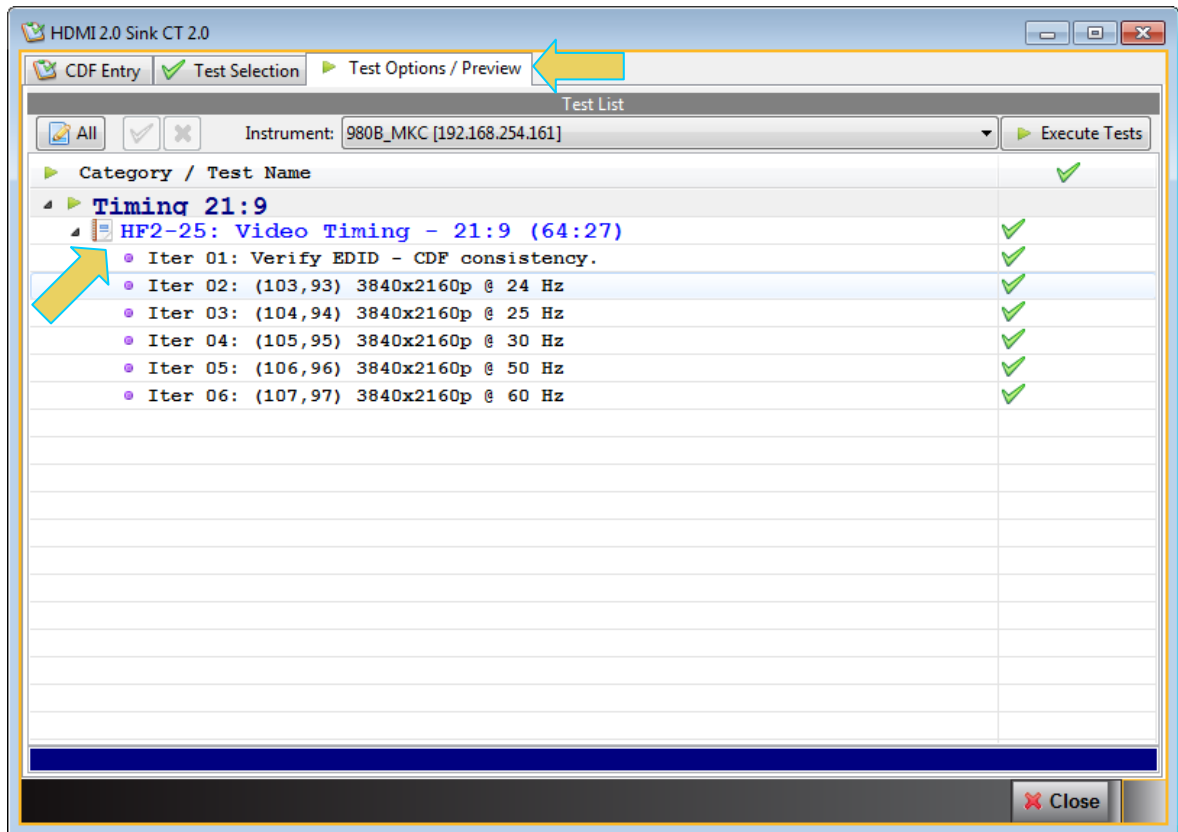 HDMI 2.0 Sink CT 2.0
CDF Entry Test Selection Test Options / Preview
Test List
All Instrument: 980B_MKC [192.168.254.161] Execute Tests
Category / Test Name
Timing 21:9
HF2-25: Video Timing - 21:9 (64:27)
Iter 01: Verify EDID - CDF consistency.
Iter 02: (103,93) 3840x2160p @ 24 Hz
Iter 03: (104,94) 3840x2160p @ 25 Hz
Iter 04: (105,95) 3840x2160p @ 30 Hz
Iter 05: (106,96) 3840x2160p @ 50 Hz
Iter 06: (107,97) 3840x2160p @ 60 Hz
Close